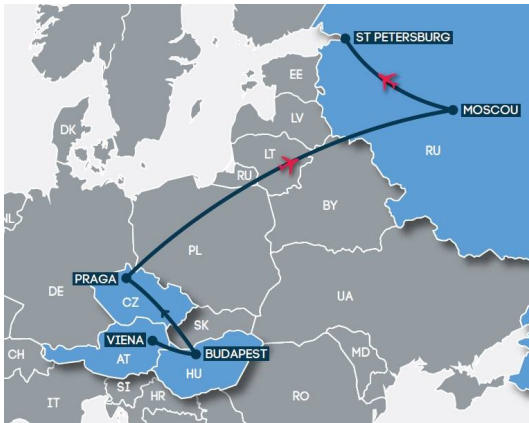 ST PETERSBURG
EE
MOSCOU
LV
DK
LT
RU
RU
BY
NL
PL
DE
PRAGA
CZ
UA
SK
VIENA
BUDAPEST
CH
AT
HU
MD
SI
HR
RO
IT